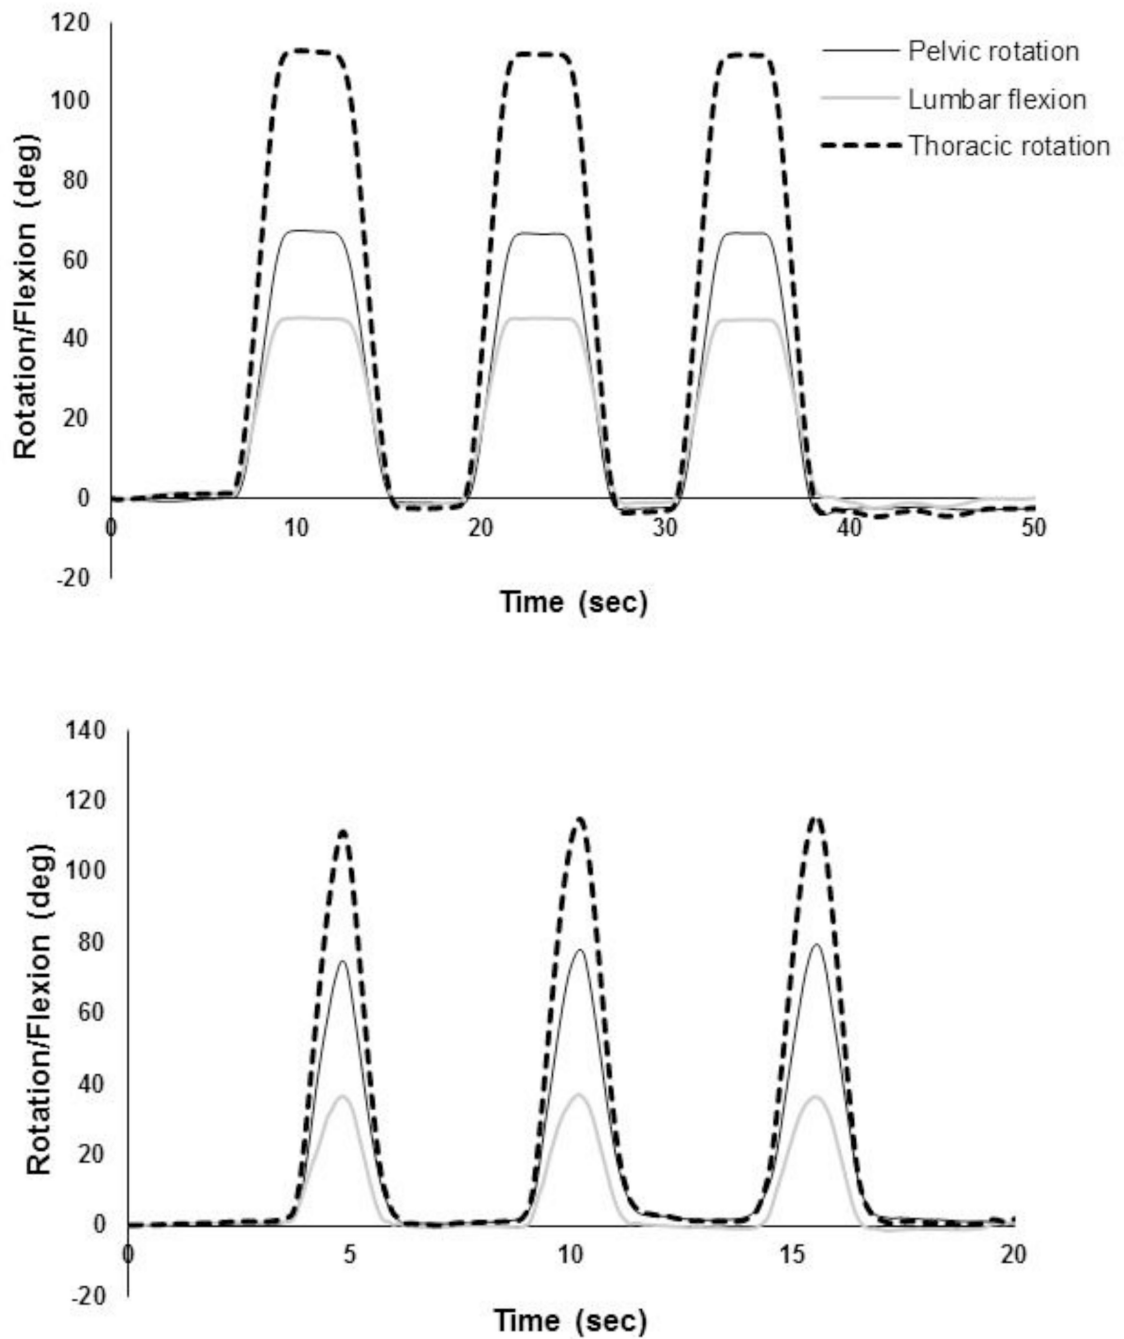 120
100
80
60
40
20
0
-20
Rotation/Flexion (deg)
Pelvic rotation
Lumbar flexion
Thoracic rotation
0 10 20 30 40 50
Time (sec)
140
120
100
80
60
40
20
0
-20
Rotation/Flexion (deg)
0 5 10 15 20
Time (sec)